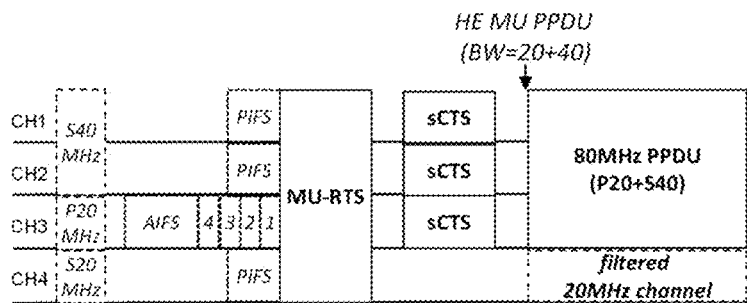 HE MU PPDU
(BW=20+40)
CH1
CH2
CH3
CH4
S40
MHz
P20
MHz
S20
MHz
PIFS
PIFS
AIFS 4 3 2 1
PIFS
MU-RTS
sCTS
sCTS
sCTS
80MHz PPDU
(P20+S40)
filtered
20MHz channel